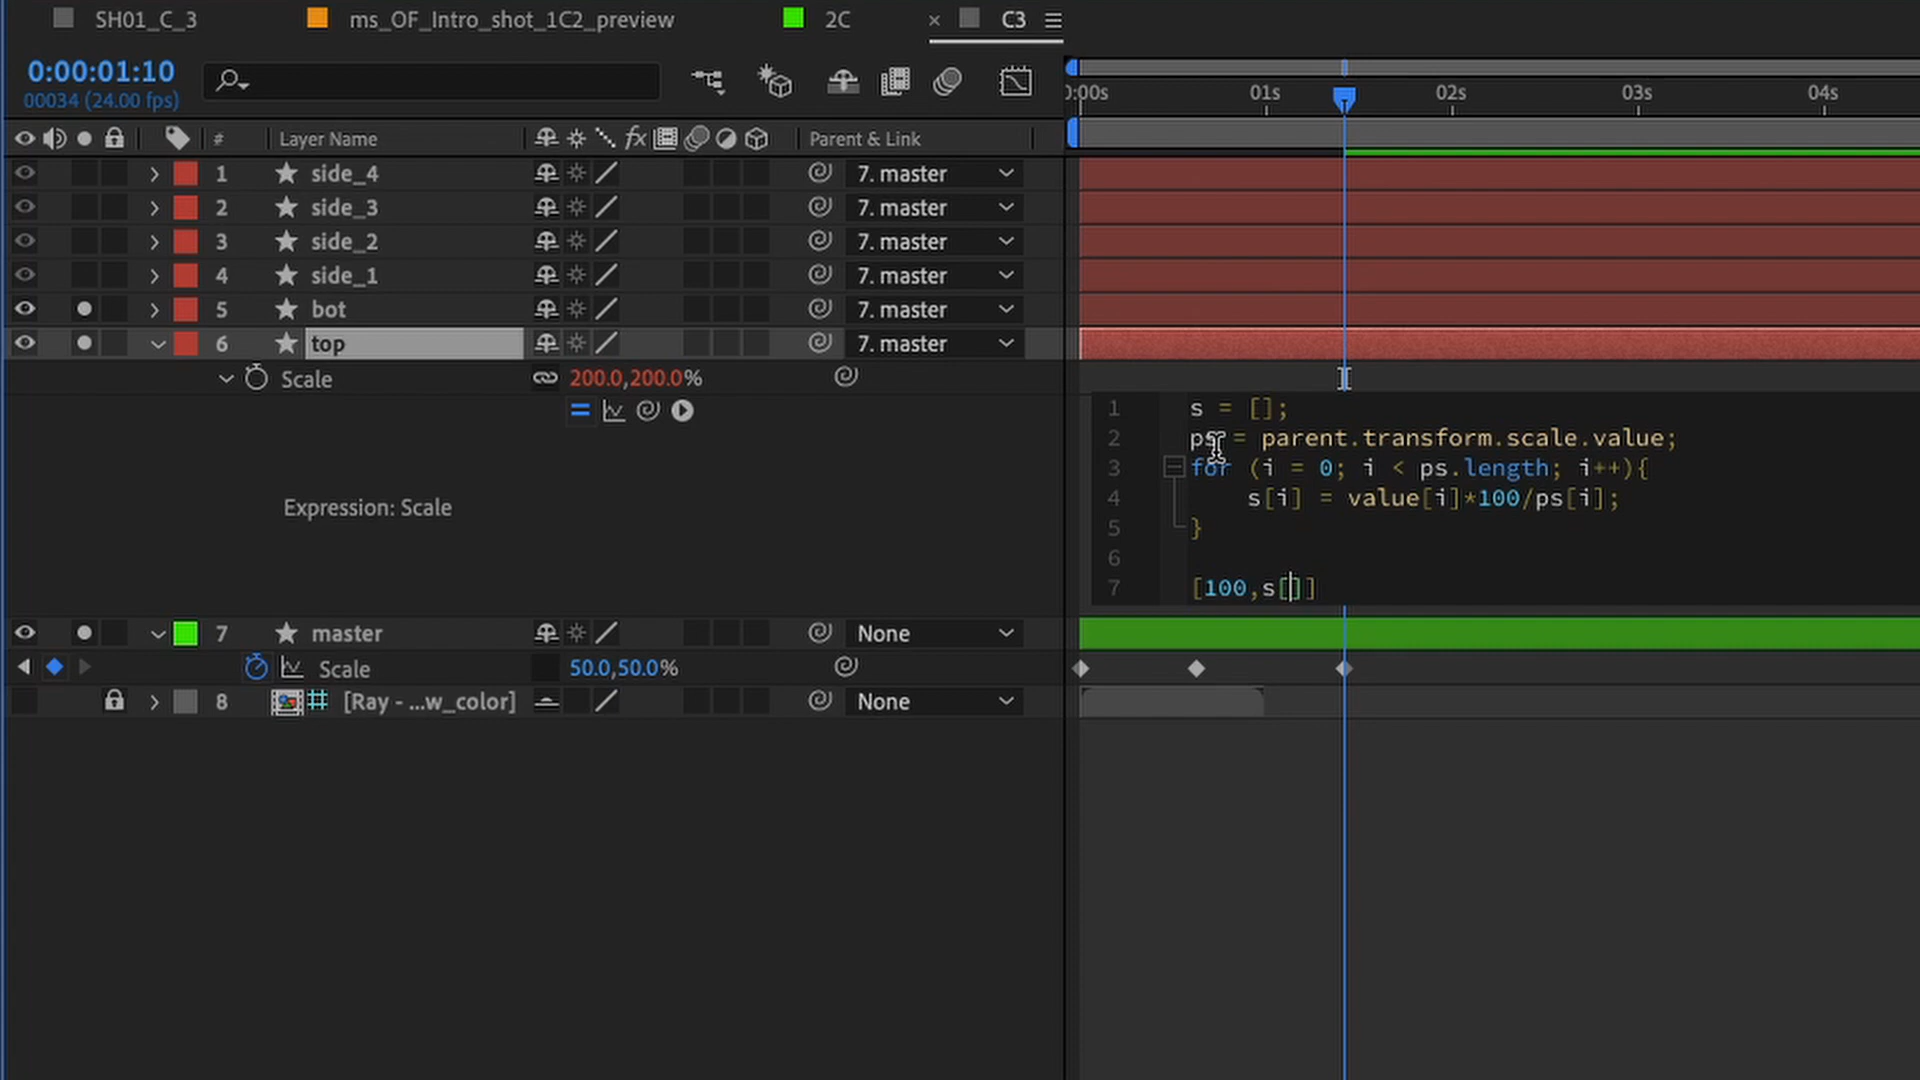 SH01_C_3 ms_OF_Intro_shot_1C2_preview 2C × C3
0:00:01:10
00034 (24.00 fps)
0:00s 01s 02s 03s 04s
# Layer Name fx Parent & Link
1 side_4 7. master
2 side_3 7. master
3 side_2 7. master
4 side_1 7. master
5 bot 7. master
6 top 7. master
Scale 200.0,200.0%
Expression: Scale
1 s = [];
2 ps = parent.transform.scale.value;
3 for (i = 0; i < ps.length; i++){
4 s[i] = value[i]*100/ps[i];
5 }
6
7 [100,s[]]
7 master None
Scale 50.0,50.0%
8 [Ray - ...w_color] None